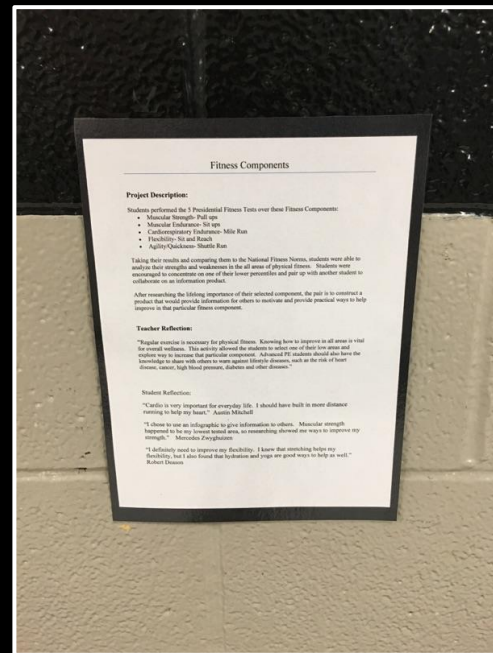 Fitness Components
Project Description:
Students performed the 5 Presidential Fitness Tests over these Fitness Components:
• Muscular Strength- Pull ups
• Muscular Endurance- Sit ups
• Cardiorespiratory Endurance- Mile Run
• Flexibility- Sit and Reach
• Agility/Quickness- Shuttle Run
Taking their results and comparing them to the National Fitness Norms, students were able to
analyze their strengths and weaknesses in the all areas of physical fitness. Students were
encouraged to concentrate on one of their lower percentiles and pair up with another student to
collaborate on an information product.
After researching the lifelong importance of their selected component, the pair is to construct a
product that would provide information for others to motivate and provide practical ways to help
improve in that particular fitness component.
Teacher Reflection:
"Regular exercise is necessary for physical fitness. Knowing how to improve in all areas is vital
for overall wellness. This activity allowed the students to select one of their low areas and
explore way to increase that particular component. Advanced PE students should also have the
knowledge to share with others to ware against lifestyle diseases, such as the risk of heart
disease, cancer, high blood pressure, diabetes and other diseases."
Student Reflection:
"Cardio is very important for everyday life. I should have built in more distance
running to help my heart." Austin Mitchell
"I chose to use an infographic to give information to others. Muscular strength
happened to be my lowest tested area, so researching showed me ways to improve my
strength." Mercedes Zwyghuizen
"I definitely need to improve my flexibility. I knew that stretching helps my
flexibility, but I also found that hydration and yoga are good ways to help as well."
Robert Deason